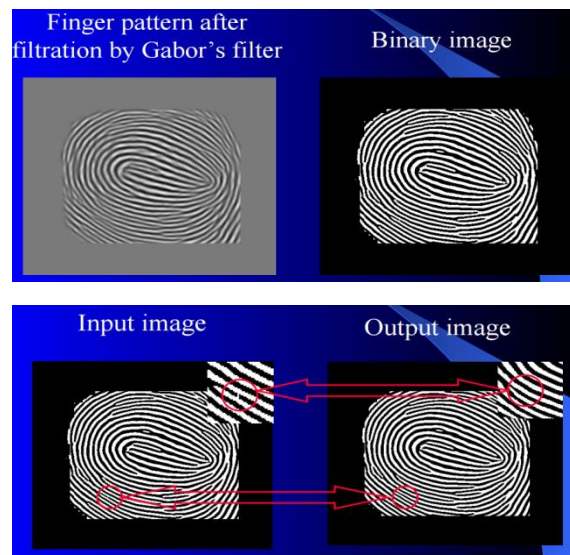 Finger pattern after
filtration by Gabor's filter
Binary image
Input image
Output image